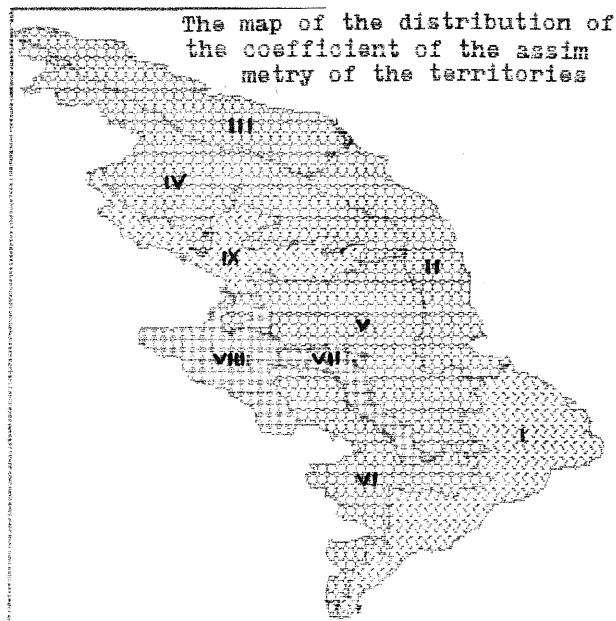 The map of the distribution of
the coefficient of the assim
metry of the territories
III
IV
IX
II
V
VIII
VII
I
VI